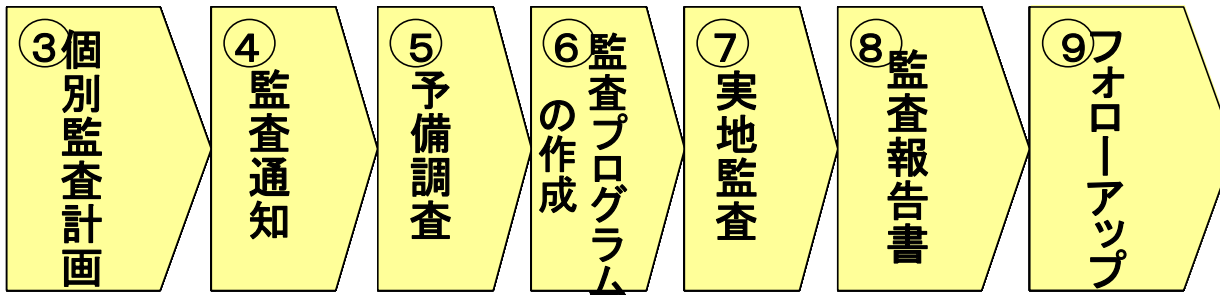 ③
個別監査計画
④
監査通知
⑤
予備調査
⑥
監査プログラム
の作成
⑦
実地監査
⑧
監査報告書
⑨
フォローアップ